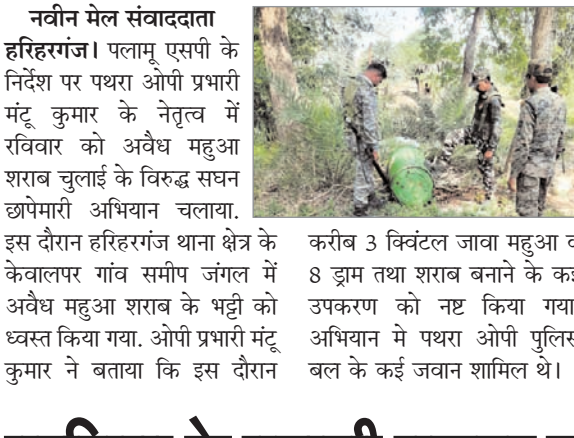 नवीन मेल संवाददाता
हरिहरगंज। पलामू एसपी के
निर्देश पर पथरा ओपी प्रभारी
मंटू कुमार के नेतृत्व में
रविवार को अवैध महुआ
शराब चुलाई के विरुद्ध सघन
छापेमारी अभियान चलाया.
इस दौरान हरिहरगंज थाना क्षेत्र के
केवालपर गांव समीप जंगल में
अवैध महुआ शराब के भट्टी को
ध्वस्त किया गया. ओपी प्रभारी मंटू
कुमार ने बताया कि इस दौरान
करीब 3 क्विंटल जावा महुआ
8 ड्राम तथा शराब बनाने के कई
उपकरण को नष्ट किया गया
अभियान मे पथरा ओपी पुलिस
बल के कई जवान शामिल थे।